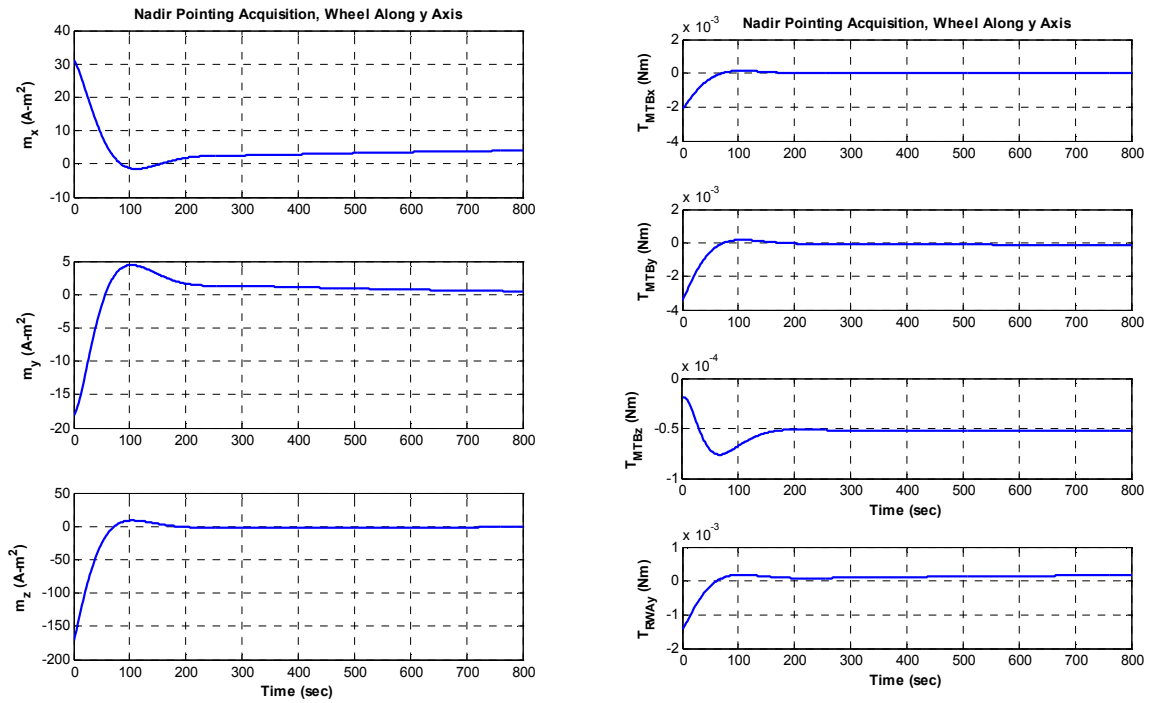 Nadir Pointing Acquisition, Wheel Along y Axis
40
30
20
10
0
-10
m_x (A-m²)
0 100 200 300 400 500 600 700 800
5
0
-5
-10
-15
-20
m_y (A-m²)
0 100 200 300 400 500 600 700 800
50
0
-50
-100
-150
-200
m_z (A-m²)
0 100 200 300 400 500 600 700 800
Time (sec)
Nadir Pointing Acquisition, Wheel Along y Axis
x 10⁻³
2
0
-2
-4
T_MTBx (Nm)
0 100 200 300 400 500 600 700 800
x 10⁻³
2
0
-2
-4
T_MTBy (Nm)
0 100 200 300 400 500 600 700 800
x 10⁻⁴
0
-0.5
-1
T_MTBz (Nm)
0 100 200 300 400 500 600 700 800
Time (sec)
x 10⁻³
1
0
-1
-2
T_RWAy (Nm)
0 100 200 300 400 500 600 700 800
Time (sec)